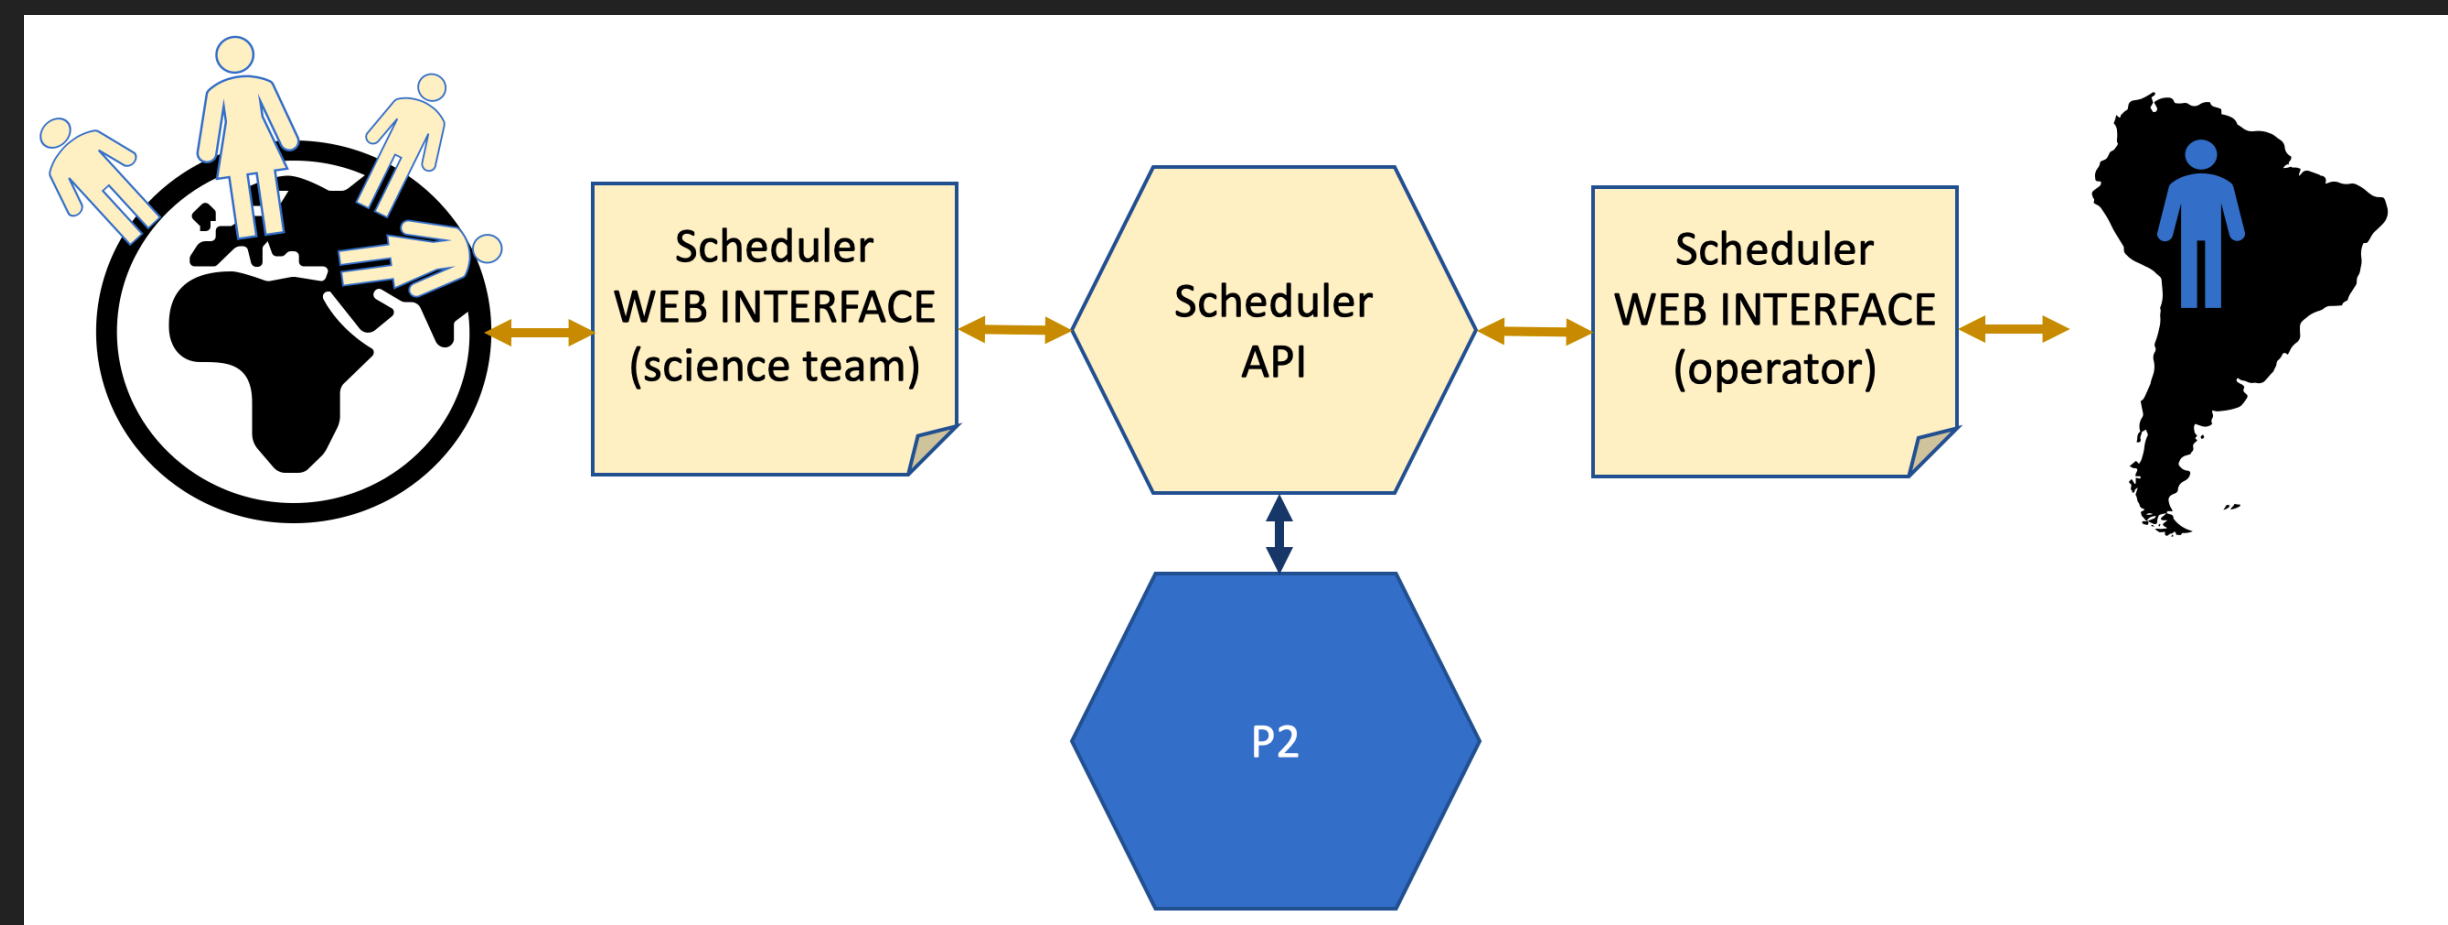 Scheduler
WEB INTERFACE
(science team)
Scheduler
API
Scheduler
WEB INTERFACE
(operator)
P2